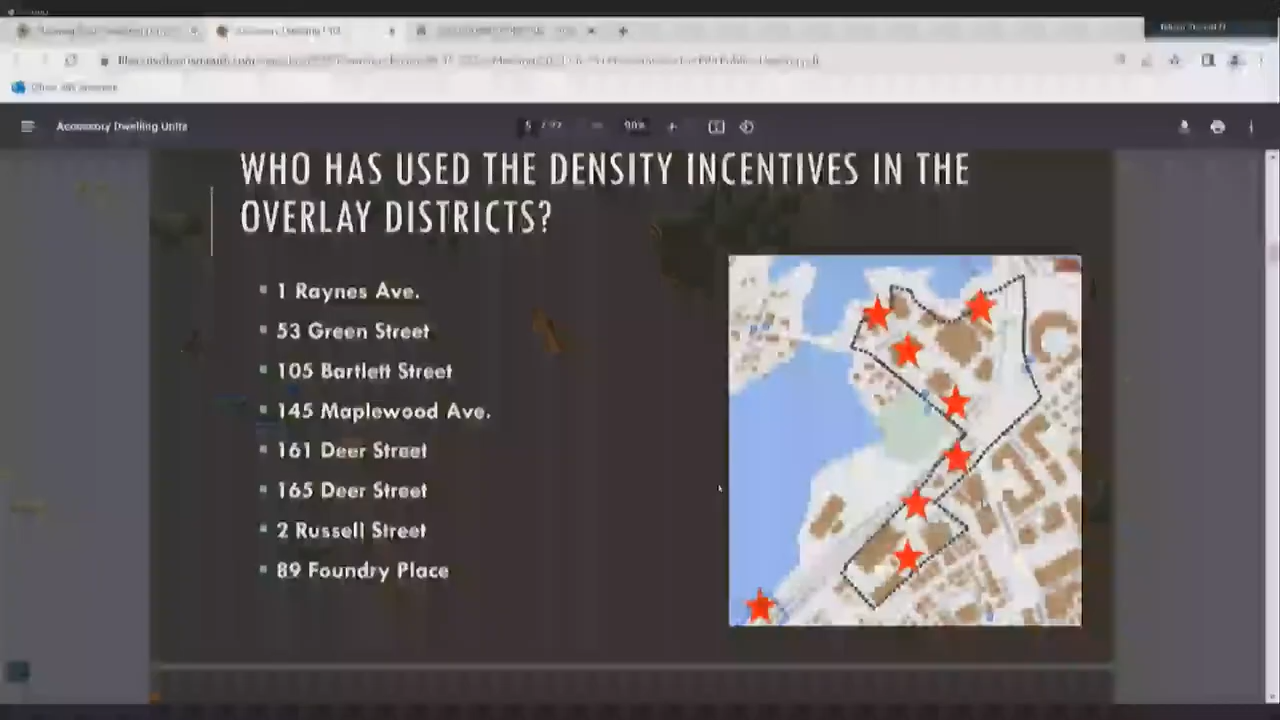 Accessory Dwelling Units
90%
WHO HAS USED THE DENSITY INCENTIVES IN THE
OVERLAY DISTRICTS?
1 Raynes Ave.
53 Green Street
105 Bartlett Street
145 Maplewood Ave.
161 Deer Street
165 Deer Street
2 Russell Street
89 Foundry Place